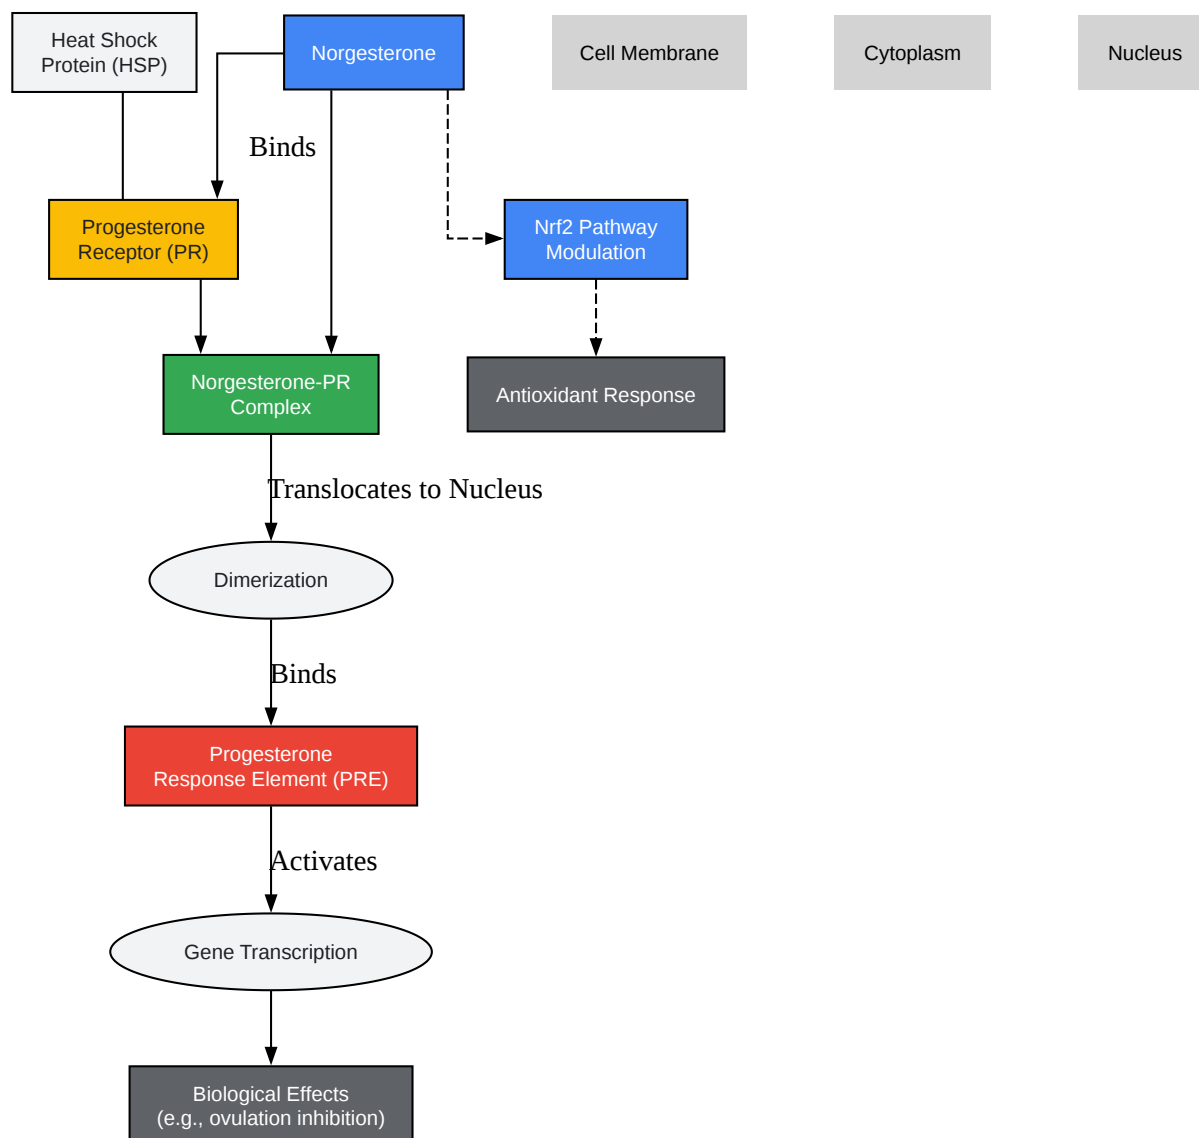 Heat Shock
Protein (HSP)
Norgesterone
Cell Membrane
Cytoplasm
Nucleus
Binds
Progesterone
Receptor (PR)
Nrf2 Pathway
Modulation
Norgesterone-PR
Complex
Antioxidant Response
Translocates to Nucleus
Dimerization
Binds
Progesterone
Response Element (PRE)
Activates
Gene Transcription
Biological Effects
(e.g., ovulation inhibition)